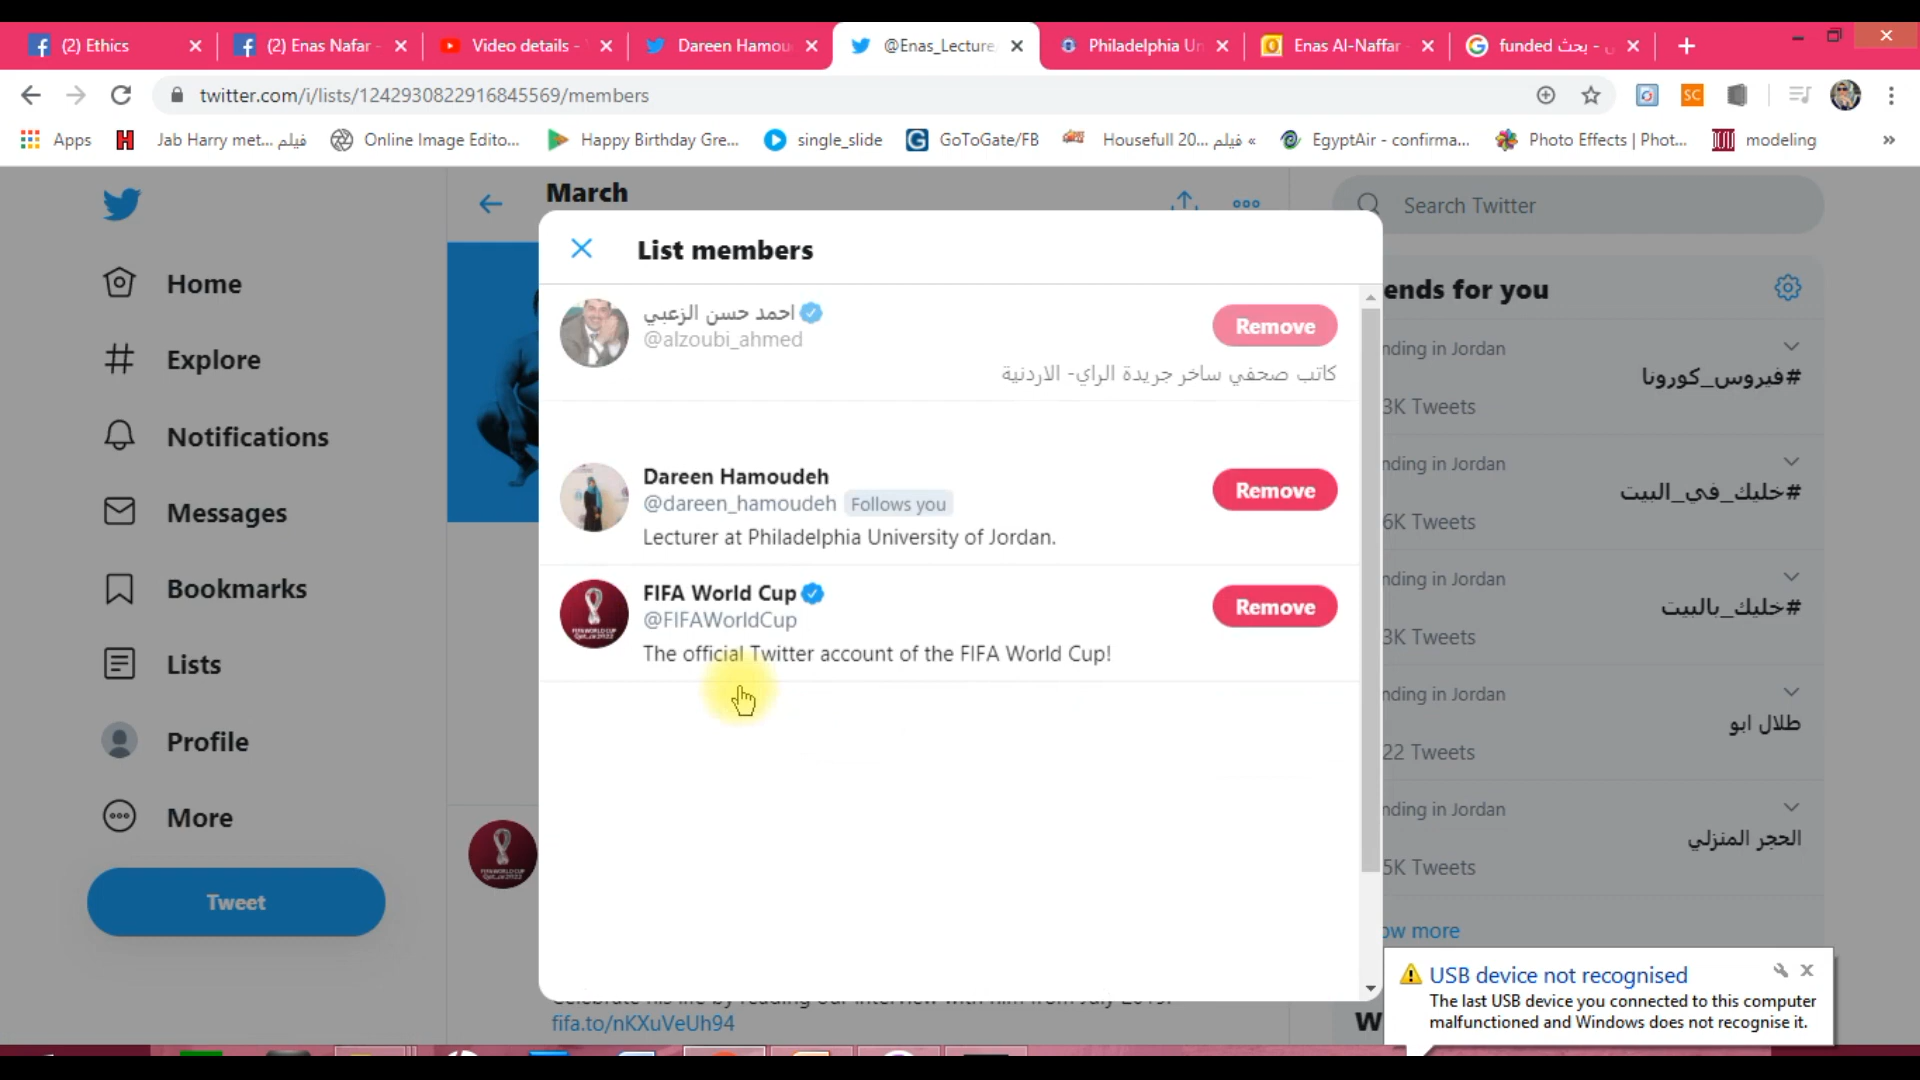 (2) Ethics
(2) Enas Nafar -
Video details -
Dareen Hamou
@Enas_Lecture
Philadelphia Un
Enas Al-Naffar
funded بحث -
twitter.com/i/lists/1242930822916845569/members
SC
Apps
Jab Harry met... فيلم
Online Image Edito...
Happy Birthday Gre...
single_slide
GoToGate/FB
Housefull 20... فيلم »
EgyptAir - confirma...
Photo Effects | Phot...
modeling
»
March
Search Twitter
Home
Explore
Notifications
Messages
Bookmarks
Lists
Profile
More
Tweet
List members
احمد حسن الزعبي
@alzoubi_ahmed
Remove
كاتب صحفي ساخر جريدة الراي- الاردنية
Dareen Hamoudeh
@dareen_hamoudeh Follows you
Remove
Lecturer at Philadelphia University of Jordan.
FIFA World Cup
@FIFAWorldCup
Remove
The official Twitter account of the FIFA World Cup!
fifa.to/nKXuVeUh94
ends for you
nding in Jordan
#فيروس_كورونا
3K Tweets
nding in Jordan
#خليك_في_البيت
6K Tweets
nding in Jordan
#خليك_بالبيت
3K Tweets
nding in Jordan
طلال ابو
22 Tweets
nding in Jordan
الحجر المنزلي
5K Tweets
ow more
USB device not recognised
The last USB device you connected to this computer
malfunctioned and Windows does not recognise it.